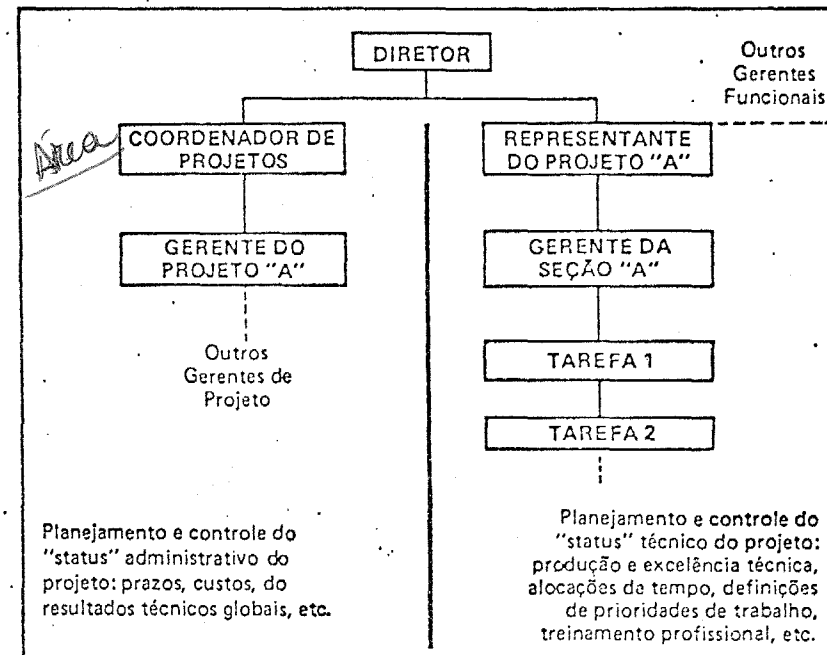 DIRETOR
Outros
Gerentes
Funcionais
Área
COORDENADOR DE
PROJETOS
REPRESENTANTE
DO PROJETO "A"
GERENTE DO
PROJETO "A"
GERENTE DA
SEÇÃO "A"
Outros
Gerentes de
Projeto
TAREFA 1
TAREFA 2
Planejamento e controle do
"status" administrativo do
projeto: prazos, custos, do
resultados técnicos globais, etc.
Planejamento e controle do
"status" técnico do projeto:
produção e excelência técnica,
alocações de tempo, definições
de prioridades de trabalho,
treinamento profissional, etc.